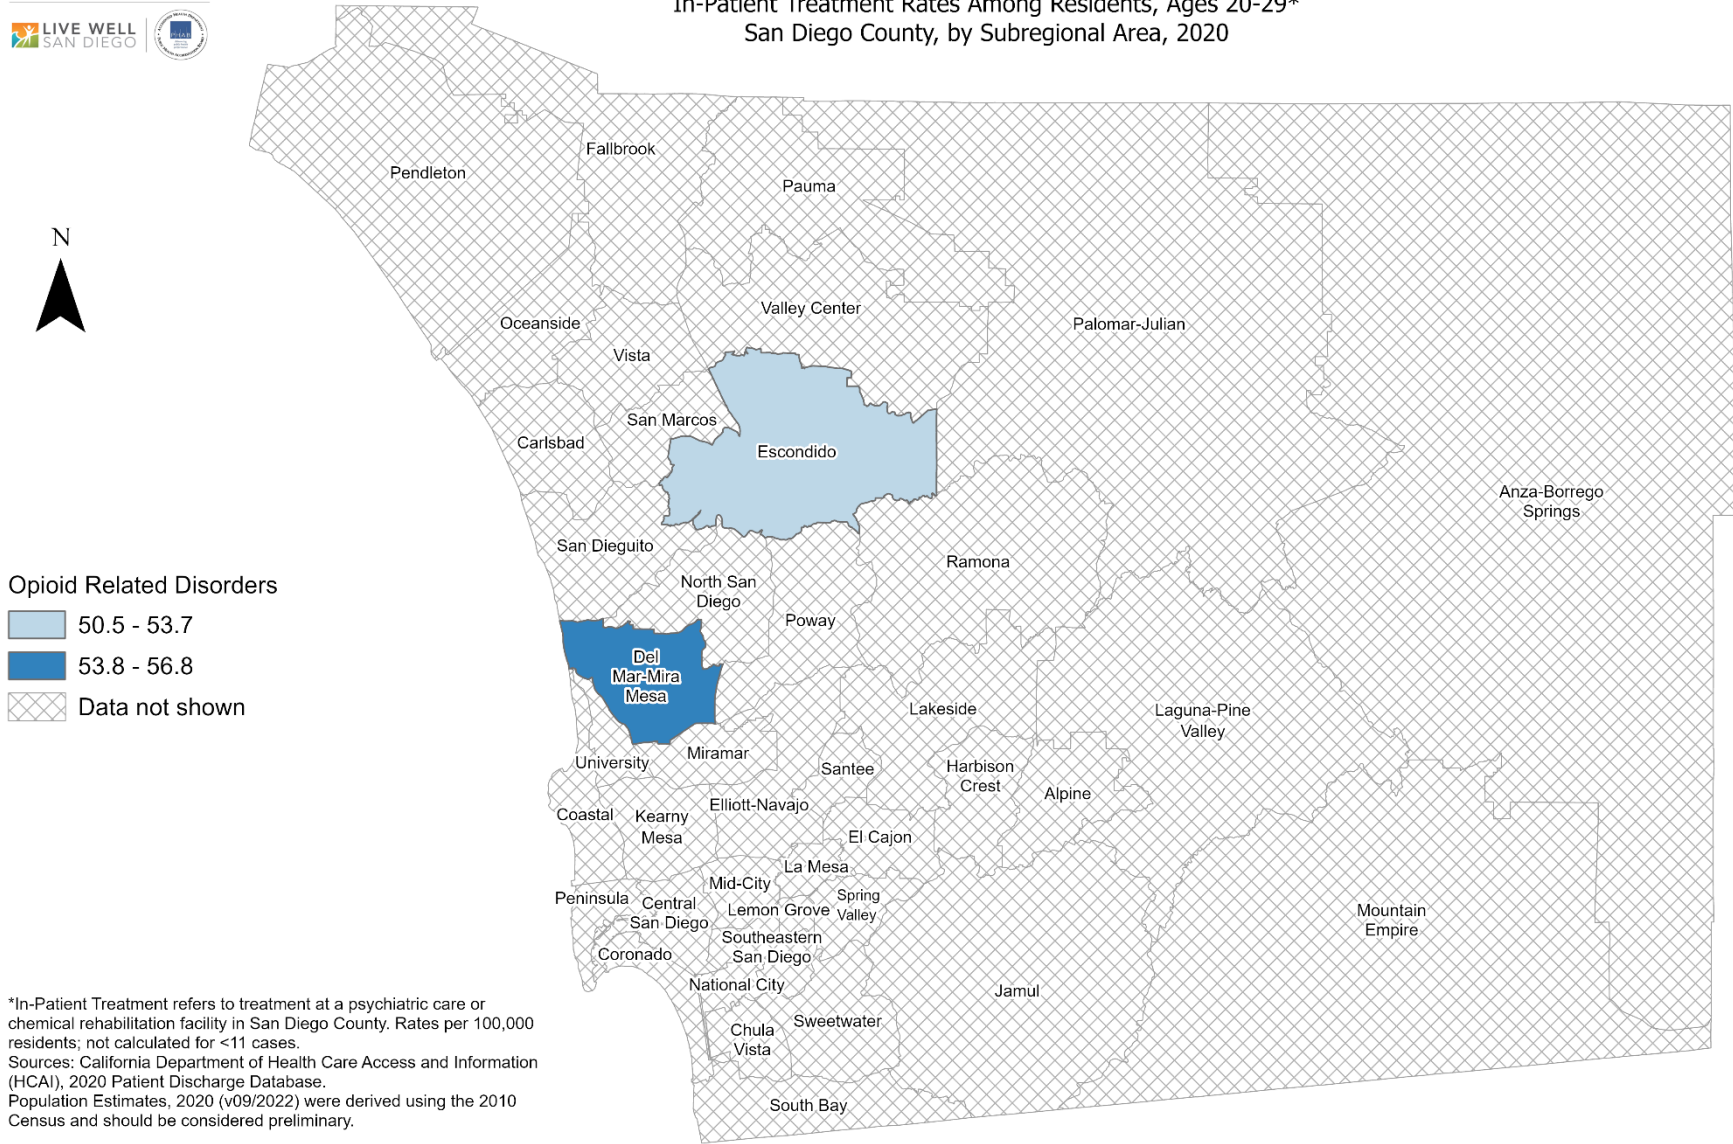 In-Patient Treatment Rates Among Residents, Ages 20-29*
San Diego County, by Subregional Area, 2020
LIVE WELL
SAN DIEGO
PHAB
N
Fallbrook
Pendleton
Pauma
Valley Center
Oceanside
Palomar-Julian
Vista
San Marcos
Carlsbad
Escondido
Anza-Borrego
Springs
San Dieguito
Ramona
North San
Diego
Poway
Opioid Related Disorders
50.5 - 53.7
53.8 - 56.8
Data not shown
Del
Mar-Mira
Mesa
Lakeside
Laguna-Pine
Valley
Miramar
University
Santee
Harbison
Crest
Alpine
Coastal
Kearny
Mesa
Elliott-Navajo
El Cajon
La Mesa
Mid-City
Peninsula
Central
San Diego
Lemon Grove
Spring
Valley
Mountain
Empire
Southeastern
San Diego
Coronado
National City
Jamul
Chula
Vista
Sweetwater
South Bay
*In-Patient Treatment refers to treatment at a psychiatric care or
chemical rehabilitation facility in San Diego County. Rates per 100,000
residents; not calculated for <11 cases.
Sources: California Department of Health Care Access and Information
(HCAI), 2020 Patient Discharge Database.
Population Estimates, 2020 (v09/2022) were derived using the 2010
Census and should be considered preliminary.